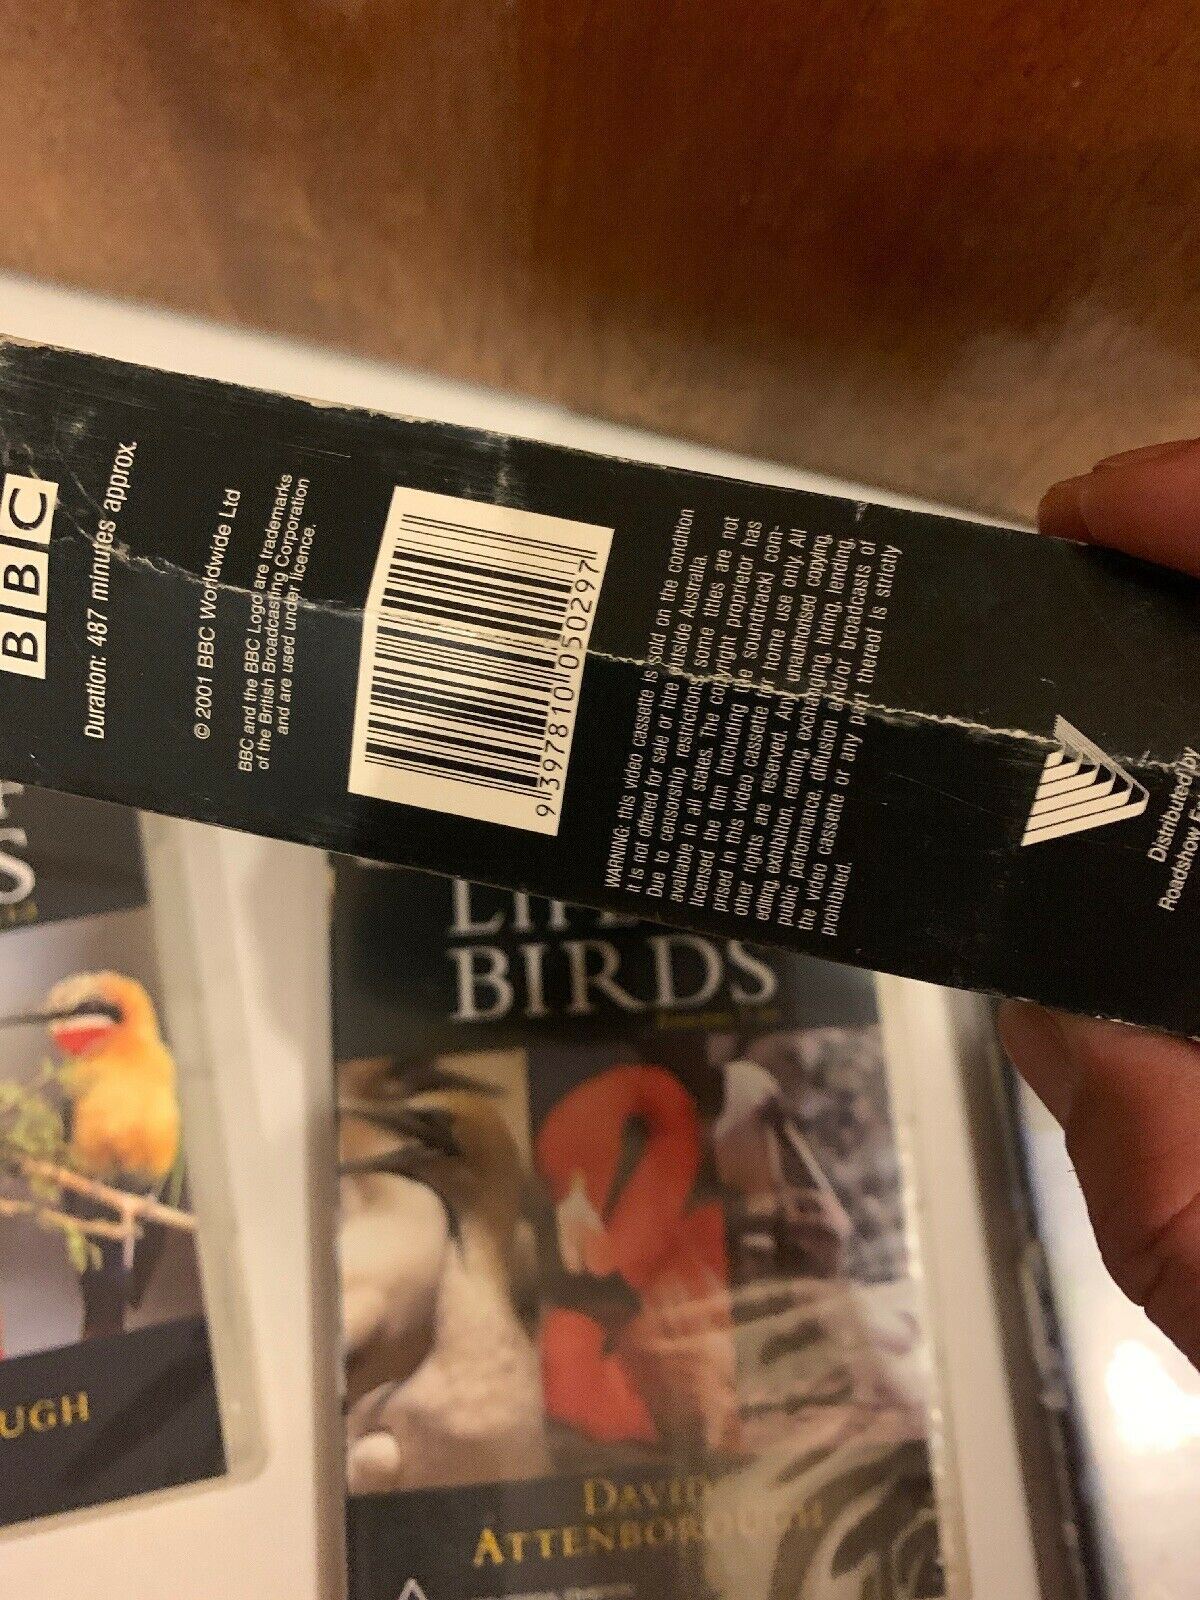 BBC
Duration: 487 minutes approx.
© 2001 BBC Worldwide Ltd
BBC and the BBC Logo are trademarks
of the British Broadcasting Corporation
and are used under licence.
9 397810 050297
WARNING: this video cassette is sold on the condition
it is not offered for sale or hire outside Australia.
Due to censorship restrictions some titles are not
available in all states. The copyright proprietor has
licensed the film (including the soundtrack) com-
prised in this video cassette for home use only. All
other rights are reserved. Any unauthorised copying,
editing, exhibition, renting, exchanging, hiring, lending,
public performance, diffusion and/or broadcasts of
the video cassette or any part thereof is strictly
prohibited.
Distributed by
Roadshow
BIRDS
UGH
DAVID
ATTENBOROUGH